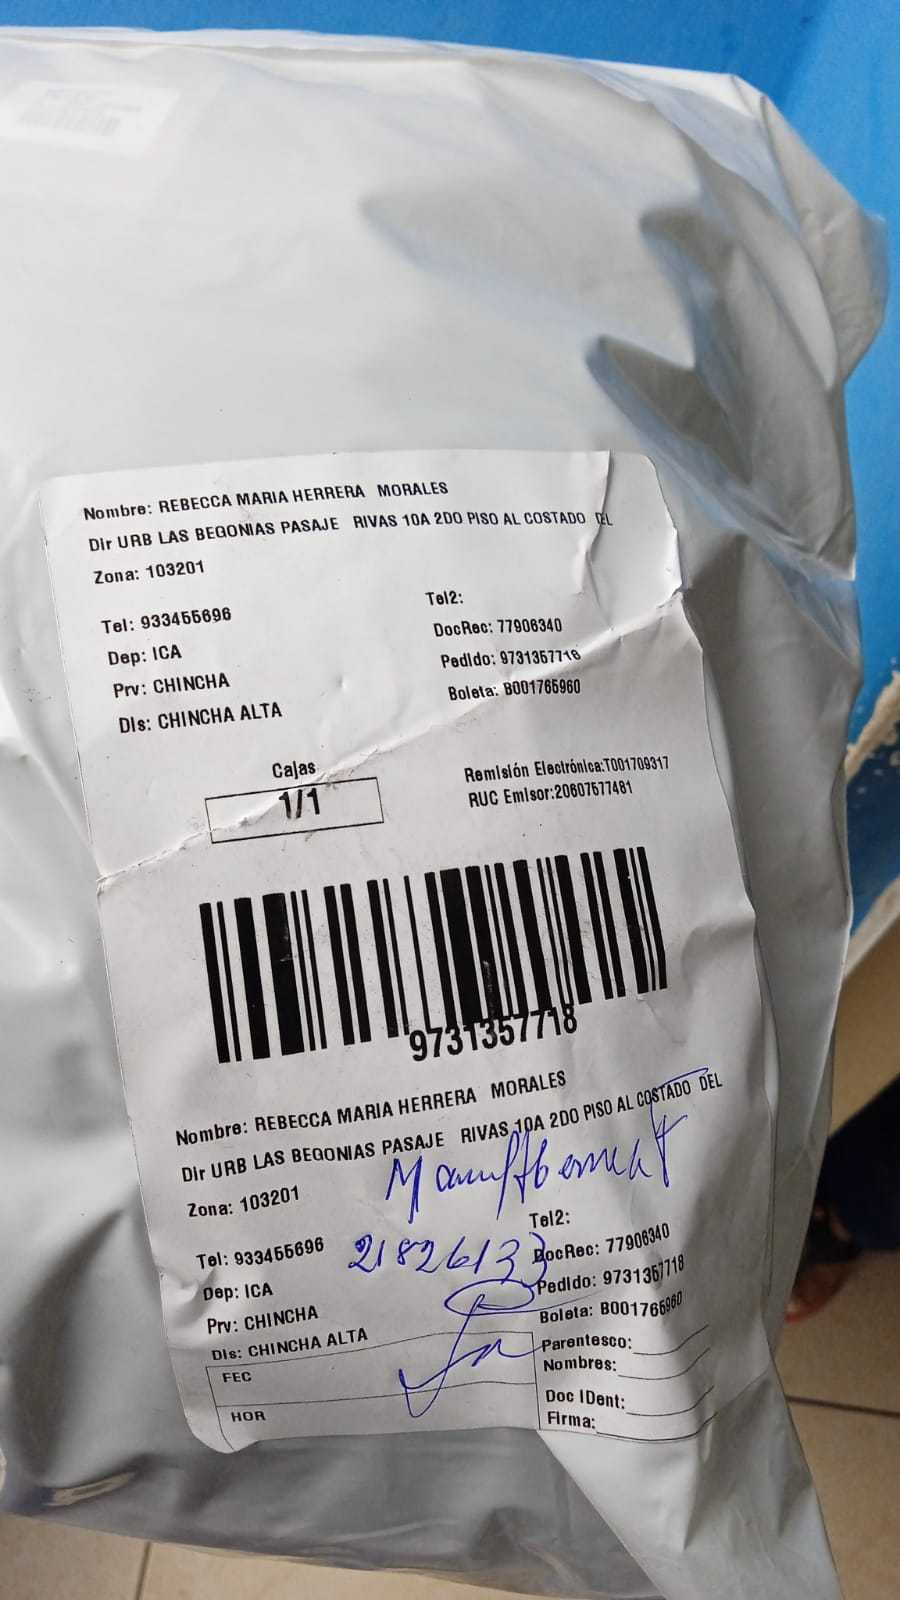 Nombre: REBECCA MARIA HERRERA MORALES
Dir URB LAS BEGONIAS PASAJE RIVAS 10A 2DO PISO AL COSTADO DEL
Zona: 103201
Tel: 933455696
Tel2:
Dep: ICA
DocRec: 77906340
Prv: CHINCHA
Pedido: 9731357718
Dis: CHINCHA ALTA
Boleta: B001765960
Cajas
1/1
Remisión Electrónica:T001709317
RUC Emisor:20607577481
9731357718
Nombre: REBECCA MARIA HERRERA MORALES
Dir URB LAS BEGONIAS PASAJE RIVAS 10A 2DO PISO AL COSTADO DEL
Zona: 103201
Tel2:
Tel: 933455696
21826133
DocRec: 77906340
Dep: ICA
Pedido: 9731357718
Prv: CHINCHA
Boleta: B001765960
Dis: CHINCHA ALTA
Parentesco:
FEC
Nombres:
HOR
Doc IDent:
Firma: